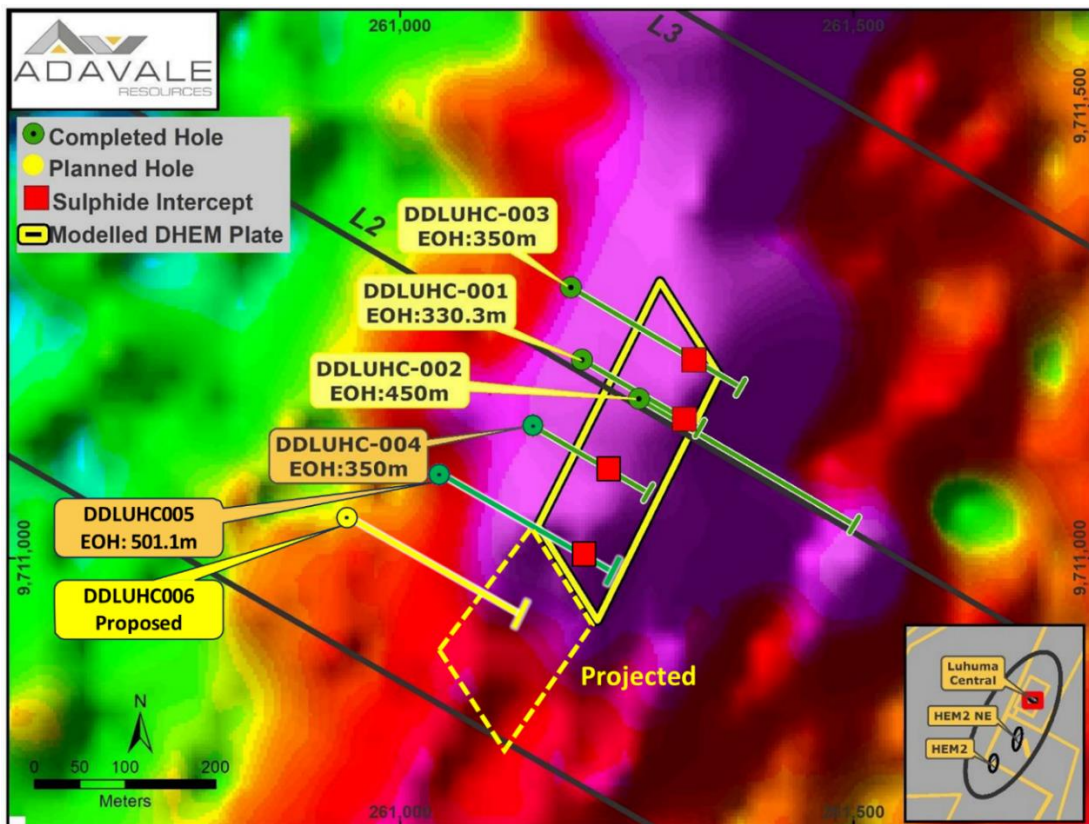 ADAVALE
RESOURCES
Completed Hole
Planned Hole
Sulphide Intercept
Modelled DHEM Plate
261,000
261,500
L3
9,711,500
L2
DDLUHC-003
EOH:350m
DDLUHC-001
EOH:330.3m
DDLUHC-002
EOH:450m
DDLUHC-004
EOH:350m
DDLUHC005
EOH: 501.1m
DDLUHC006
Proposed
9,711,000
9,711,000
Projected
N
0 50 100 200
Meters
261,000
261,500
Luhuma
Central
HEM2 NE
HEM2